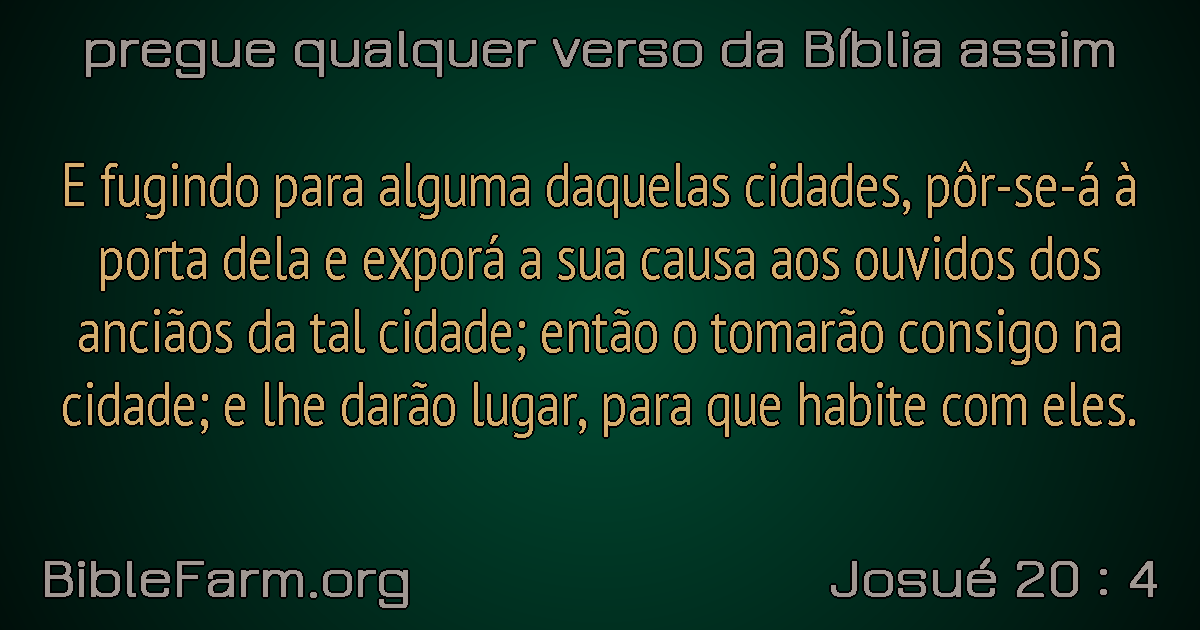 pregue qualquer verso da Bíblia assim
E fugindo para alguma daquelas cidades, pôr-se-á à
porta dela e exporá a sua causa aos ouvidos dos
anciãos da tal cidade; então o tomarão consigo na
cidade; e lhe darão lugar, para que habite com eles.
BibleFarm.org
Josué 20 : 4